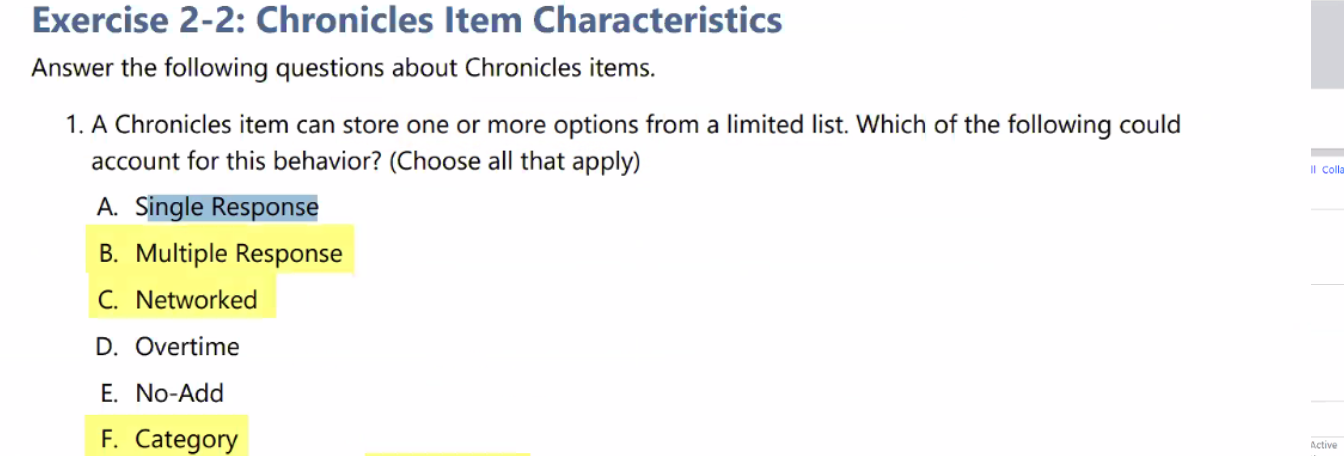 Exercise 2-2: Chronicles Item Characteristics
Answer the following questions about Chronicles items.
1. A Chronicles item can store one or more options from a limited list. Which of the following could
account for this behavior? (Choose all that apply)
A. Single Response
B. Multiple Response
C. Networked
D. Overtime
E. No-Add
F. Category
Active